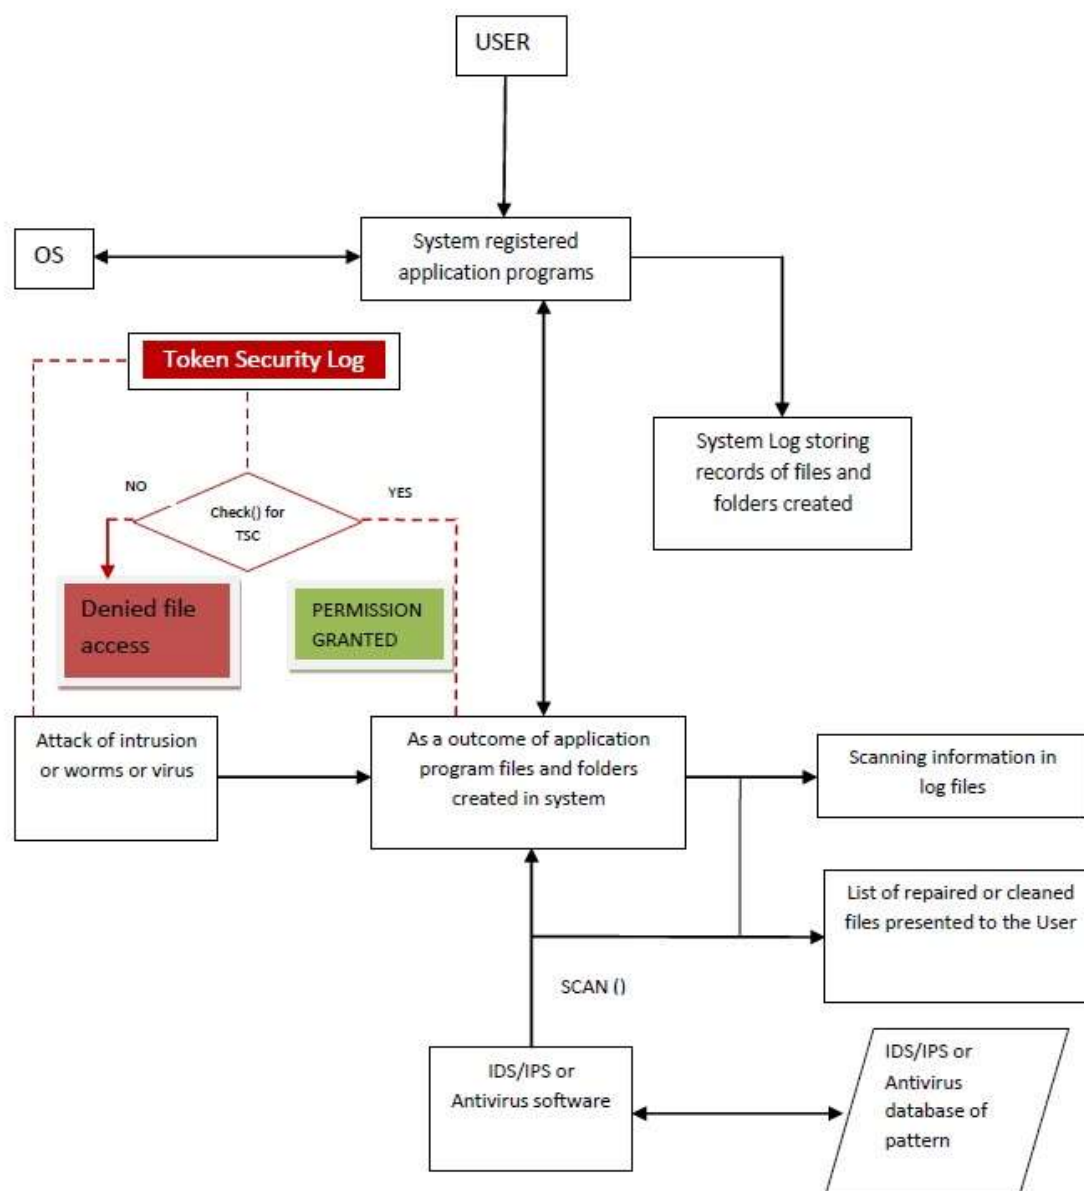 USER
OS
System registered
application programs
Token Security Log
System Log storing
records of files and
folders created
NO
YES
Check() for
TSC
Denied file
access
PERMISSION
GRANTED
Attack of intrusion
or worms or virus
As a outcome of application
program files and folders
created in system
Scanning information in
log files
List of repaired or cleaned
files presented to the User
SCAN ()
IDS/IPS or
Antivirus software
IDS/IPS or
Antivirus
database of
pattern